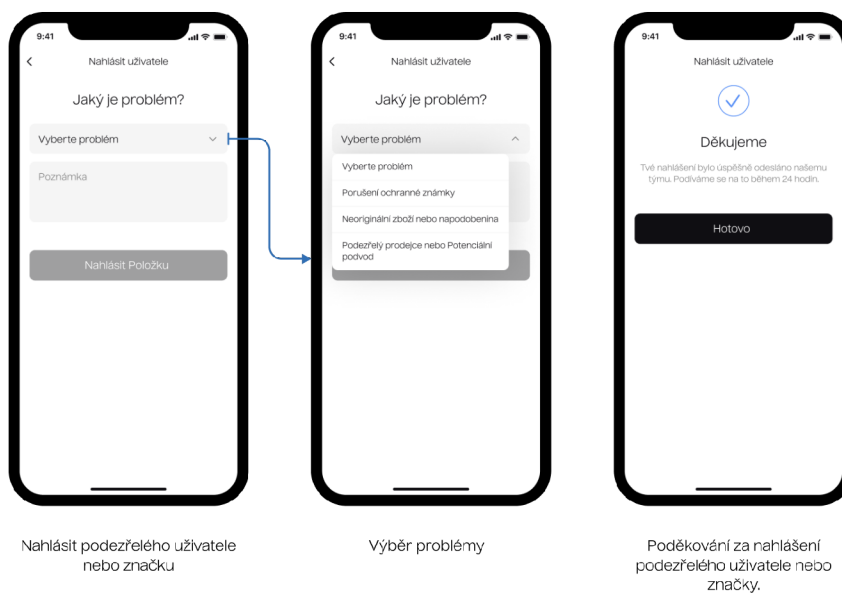 9:41
Nahlásit uživatele
Jaký je problém?
Vyberte problém
Poznámka
Nahlásit Položku
Nahlásit podezřelého uživatele
nebo značku
9:41
Nahlásit uživatele
Jaký je problém?
Vyberte problém
Vyberte problém
Porušení ochranné známky
Neoriginální zboží nebo napodobenina
Podezřelý prodejce nebo Potenciální
podvod
Výběr problémy
9:41
Nahlásit uživatele
Děkujeme
Tvé nahlášení bylo úspěšně odesláno našemu
týmu. Podíváme se na to během 24 hodin.
Hotovo
Poděkování za nahlášení
podezřelého uživatele nebo
značky.